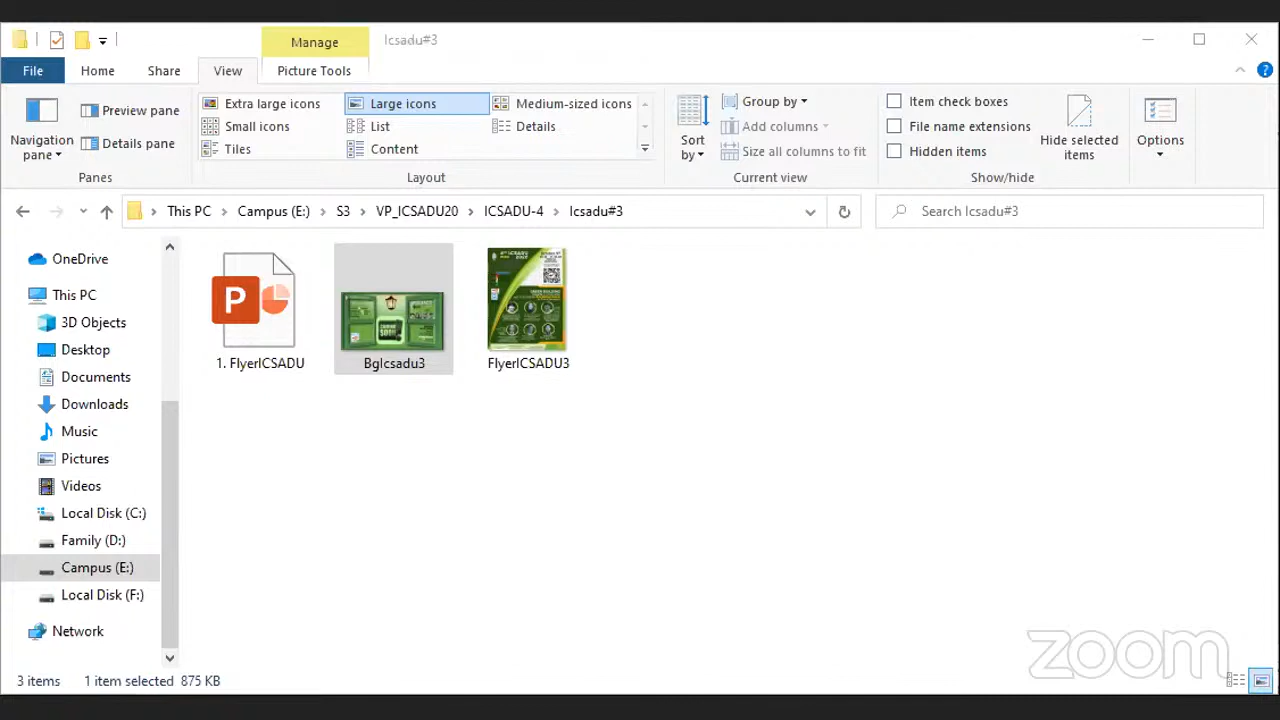 Manage
Icsadu#3
File
Home
Share
View
Picture Tools
Navigation pane
Preview pane
Details pane
Panes
Extra large icons
Large icons
Medium-sized icons
Small icons
List
Details
Tiles
Content
Layout
Sort by
Group by
Add columns
Size all columns to fit
Current view
Item check boxes
File name extensions
Hidden items
Hide selected items
Show/hide
Options
This PC > Campus (E:) > S3 > VP_ICSADU20 > ICSADU-4 > Icsadu#3
Search Icsadu#3
OneDrive
This PC
3D Objects
Desktop
Documents
Downloads
Music
Pictures
Videos
Local Disk (C:)
Family (D:)
Campus (E:)
Local Disk (F:)
Network
P
1. FlyerICSADU
BgIcsadu3
FlyerICSADU3
3 items
1 item selected 875 KB
zoom